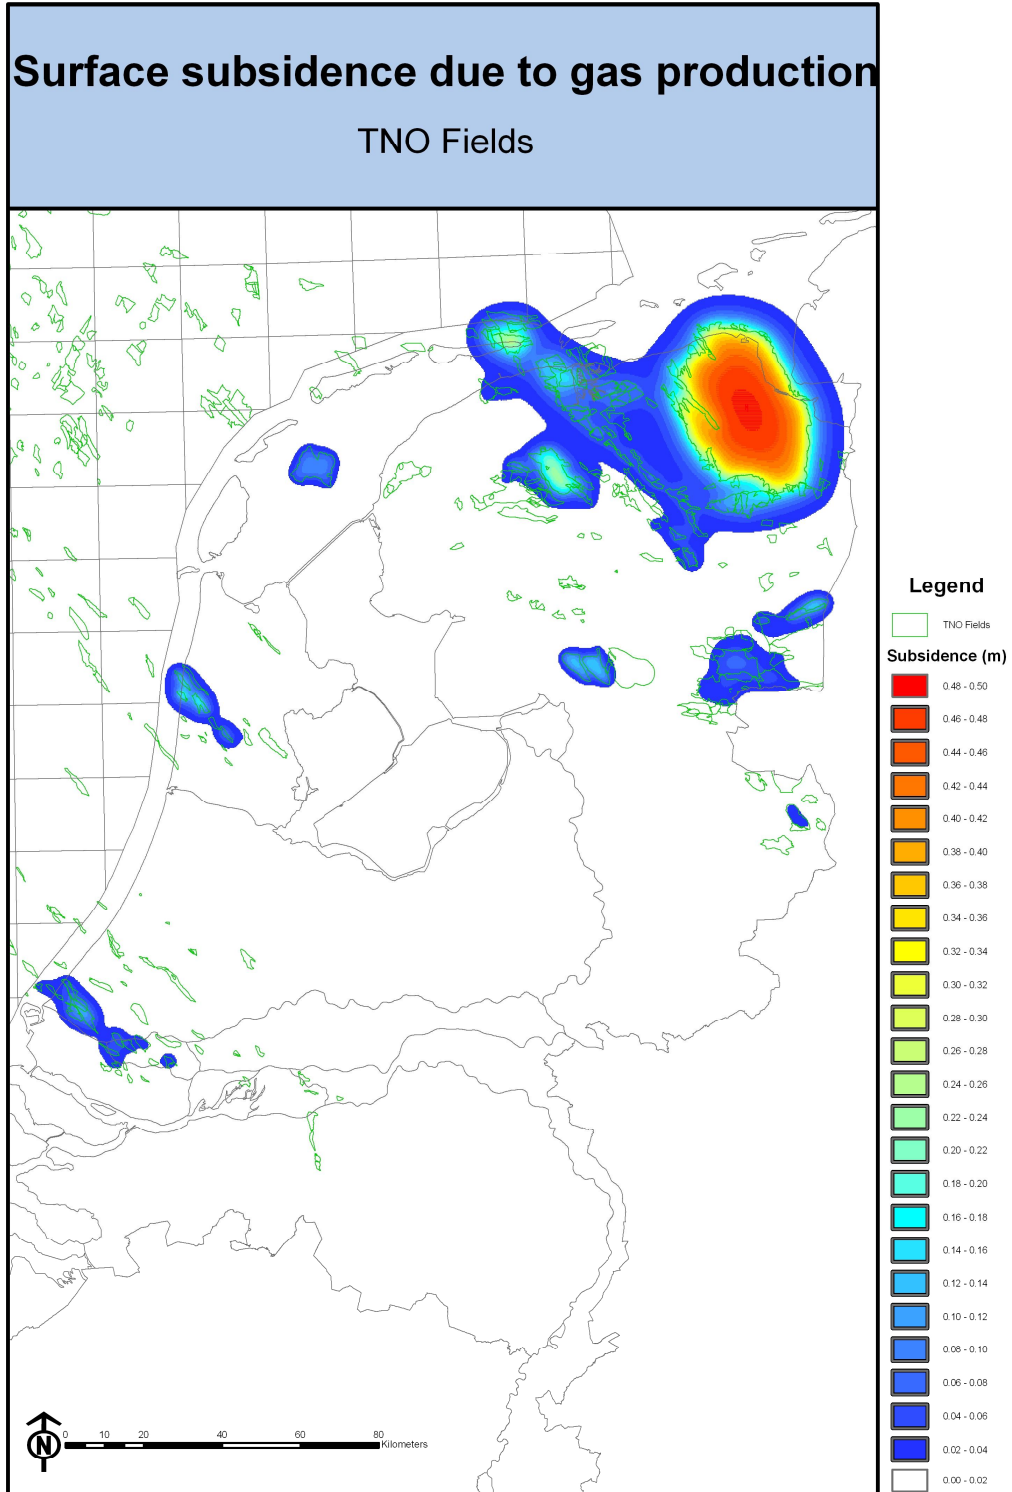 Surface subsidence due to gas production
TNO Fields
Legend
TNO Fields
Subsidence (m)
0.48 - 0.50
0.46 - 0.48
0.44 - 0.46
0.42 - 0.44
0.40 - 0.42
0.38 - 0.40
0.36 - 0.38
0.34 - 0.36
0.32 - 0.34
0.30 - 0.32
0.28 - 0.30
0.26 - 0.28
0.24 - 0.26
0.22 - 0.24
0.20 - 0.22
0.18 - 0.20
0.16 - 0.18
0.14 - 0.16
0.12 - 0.14
0.10 - 0.12
0.08 - 0.10
0.06 - 0.08
0.04 - 0.06
0.02 - 0.04
0.00 - 0.02
N
0 10 20 40 60 80
Kilometers